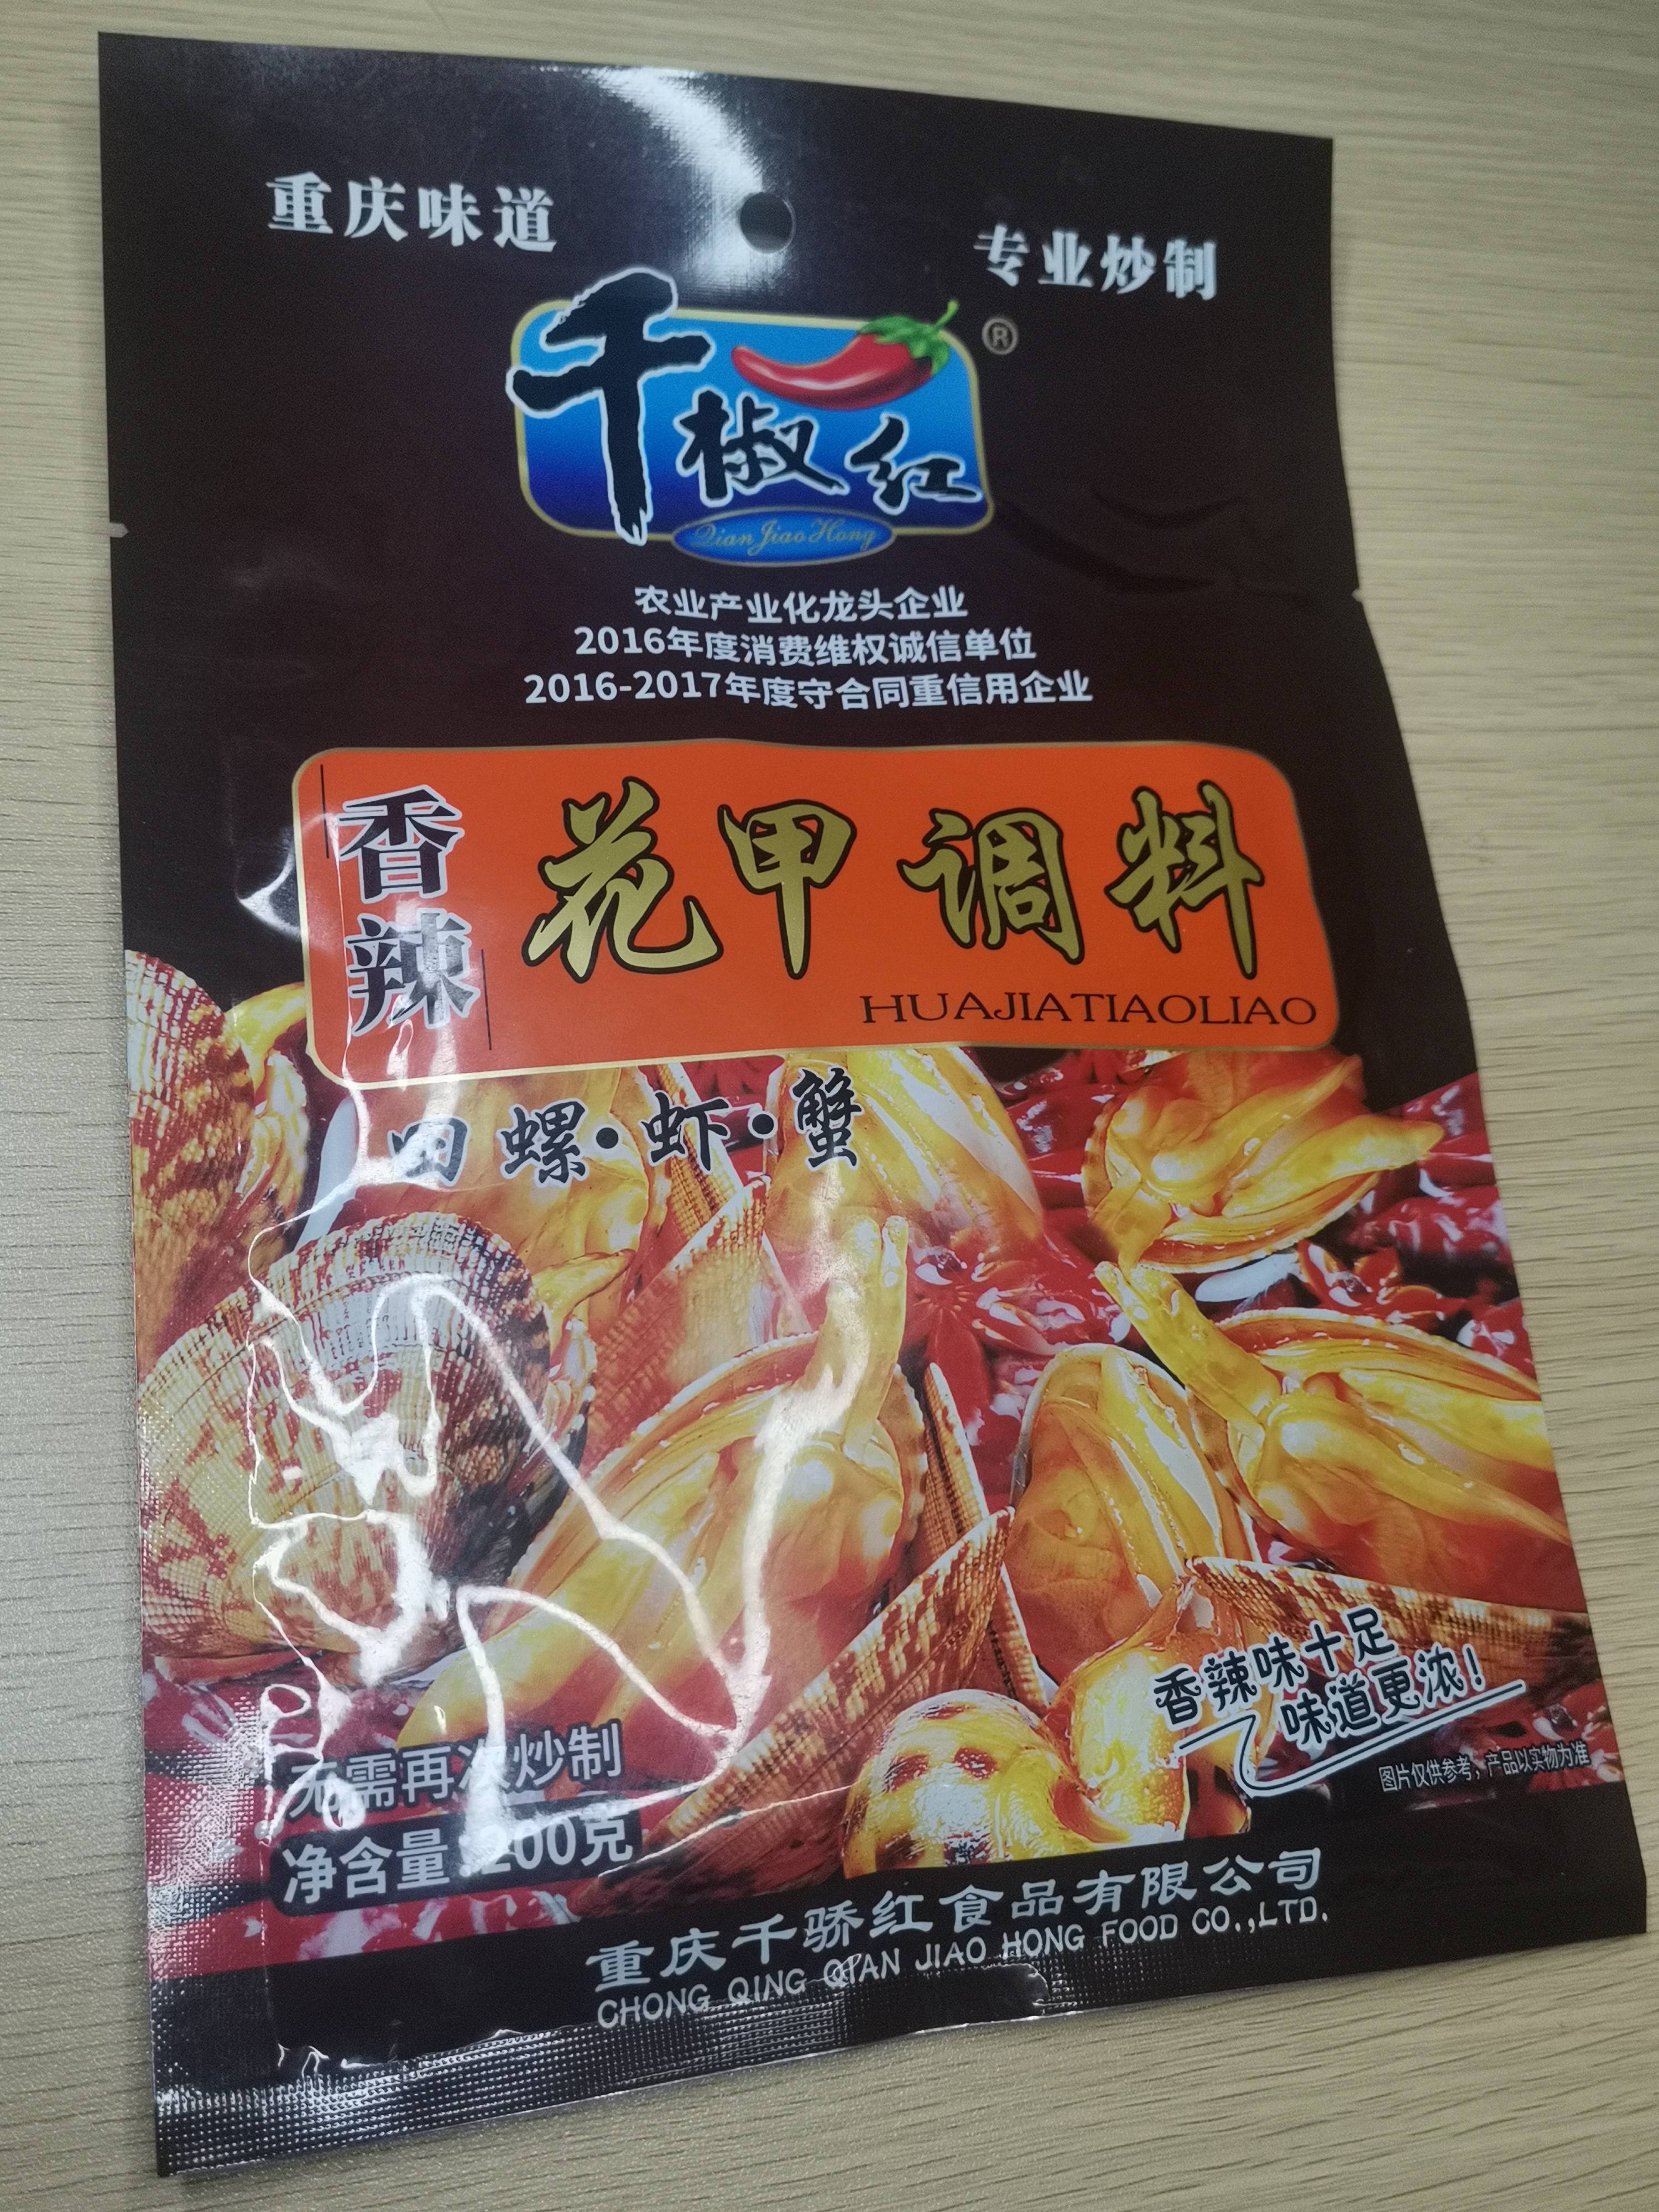 重庆味道
专业炒制
千椒红
®
Qian Jiao Hong
农业产业化龙头企业
2016年度消费维权诚信单位
2016-2017年度守合同重信用企业
香辣
花甲调料
HUAJIATIAOLIAO
田螺·虾·蟹
香辣味十足
味道更浓!
图片仅供参考,产品以实物为准
无需再次炒制
净含量:200克
重庆千骄红食品有限公司
CHONG QING QIAN JIAO HONG FOOD CO.,LTD.